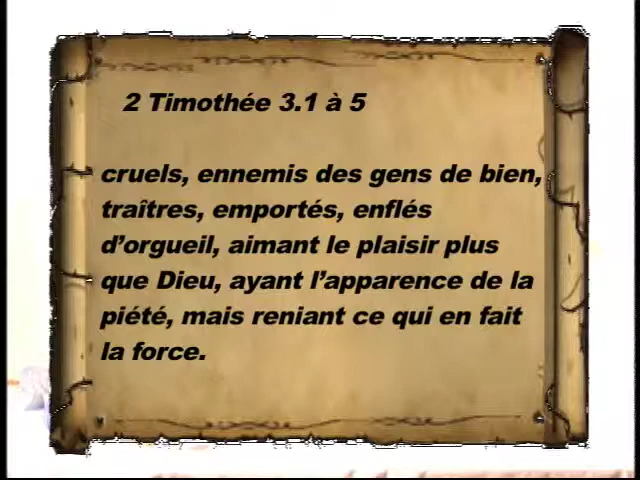 2 Timothée 3.1 à 5
cruels, ennemis des gens de bien,
traîtres, emportés, enflés
d’orgueil, aimant le plaisir plus
que Dieu, ayant l’apparence de la
piété, mais reniant ce qui en fait
la force.